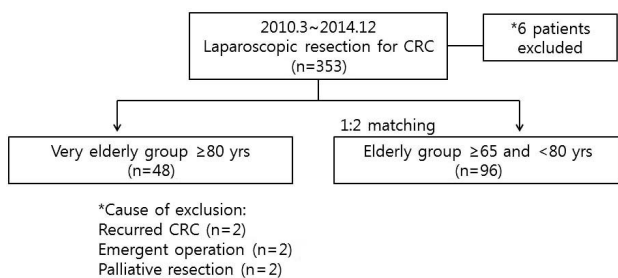 2010.3~2014.12
Laparoscopic resection for CRC
(n=353)
*6 patients
excluded
1:2 matching
Very elderly group ≥80 yrs
(n=48)
Elderly group ≥65 and <80 yrs
(n=96)
*Cause of exclusion:
Recurred CRC (n=2)
Emergent operation (n=2)
Palliative resection (n=2)